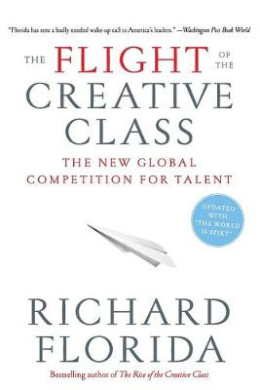 "Florida has sent a badly needed wake-up call to America's leaders." —Washington Post Book World
THE FLIGHT OF THE
CREATIVE
CLASS
THE NEW GLOBAL
COMPETITION FOR TALENT
UPDATED
WITH
"THE WORLD
IS SPIKY"
RICHARD
FLORIDA
Bestselling author of The Rise of the Creative Class